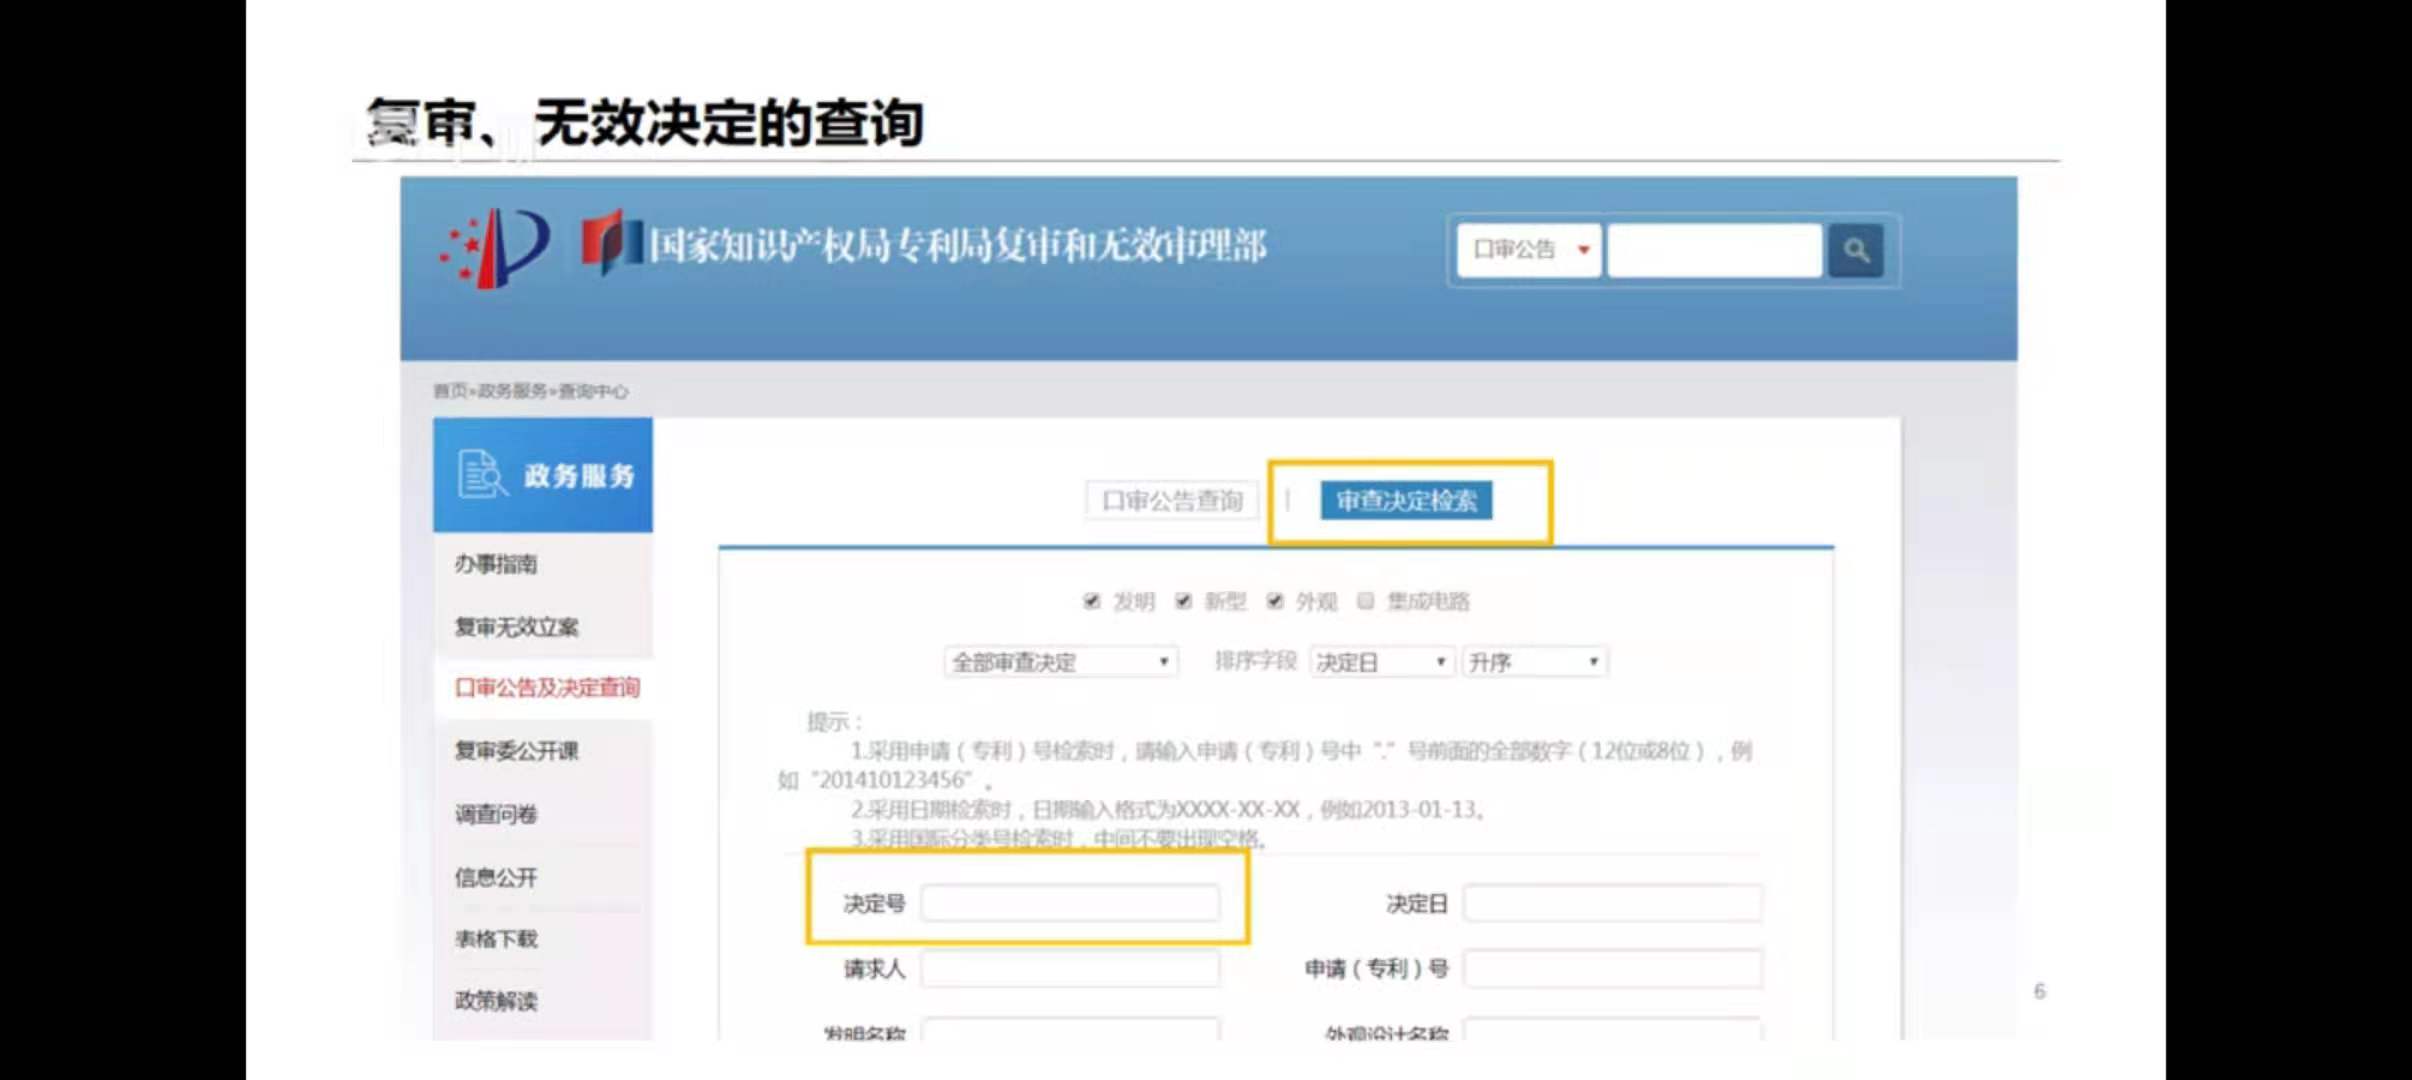 复审、无效决定的查询
国家知识产权局专利局复审和无效审理部
口审公告
首页»政务服务»查询中心
政务服务
办事指南
复审无效立案
口审公告及决定查询
复审委公开课
调查问卷
信息公开
表格下载
政策解读
口审公告查询 | 审查决定检索
发明 新型 外观 集成电路
全部审查决定 排序字段 决定日 升序
提示：
1.采用申请（专利）号检索时，请输入申请（专利）号中“.”号前面的全部数字（12位或8位），例
如“201410123456”。
2.采用日期检索时，日期输入格式为XXXX-XX-XX，例如2013-01-13。
3.采用国际分类号检索时，中间不要出现空格。
决定号 决定日
请求人 申请（专利）号
发明名称 外观设计名称
6